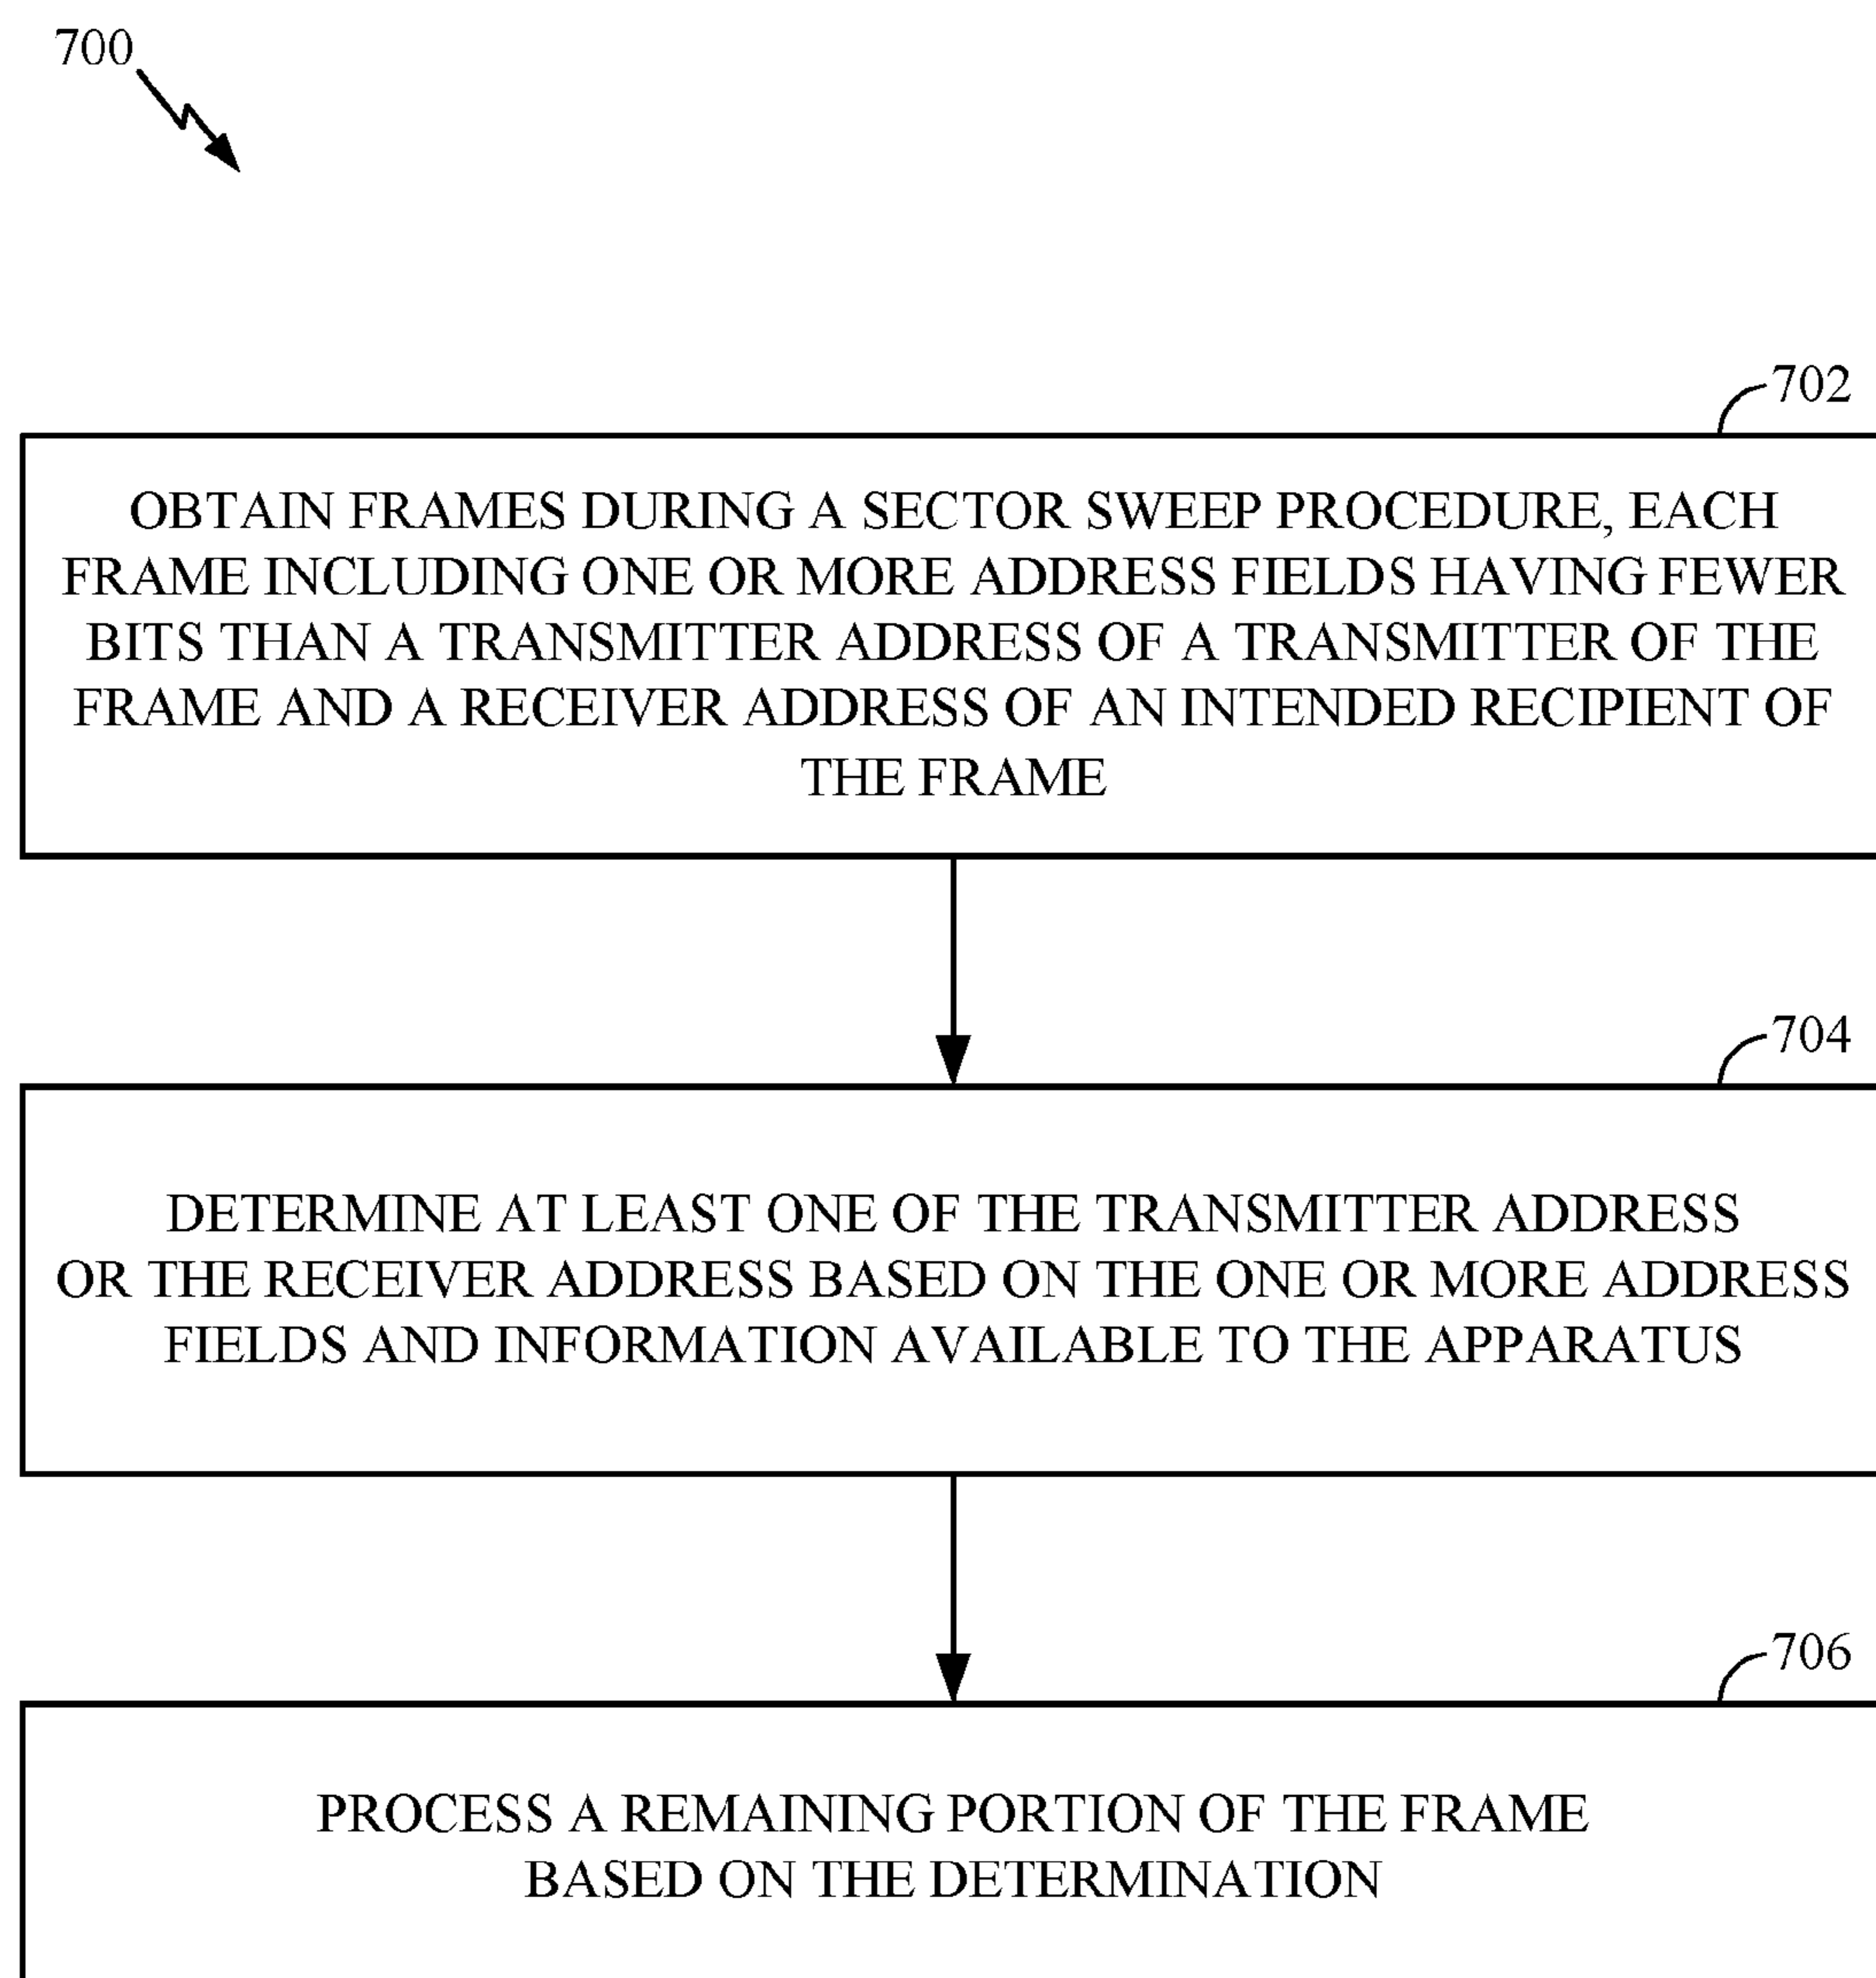 700
702
OBTAIN FRAMES DURING A SECTOR SWEEP PROCEDURE, EACH
FRAME INCLUDING ONE OR MORE ADDRESS FIELDS HAVING FEWER
BITS THAN A TRANSMITTER ADDRESS OF A TRANSMITTER OF THE
FRAME AND A RECEIVER ADDRESS OF AN INTENDED RECIPIENT OF
THE FRAME
704
DETERMINE AT LEAST ONE OF THE TRANSMITTER ADDRESS
OR THE RECEIVER ADDRESS BASED ON THE ONE OR MORE ADDRESS
FIELDS AND INFORMATION AVAILABLE TO THE APPARATUS
706
PROCESS A REMAINING PORTION OF THE FRAME
BASED ON THE DETERMINATION